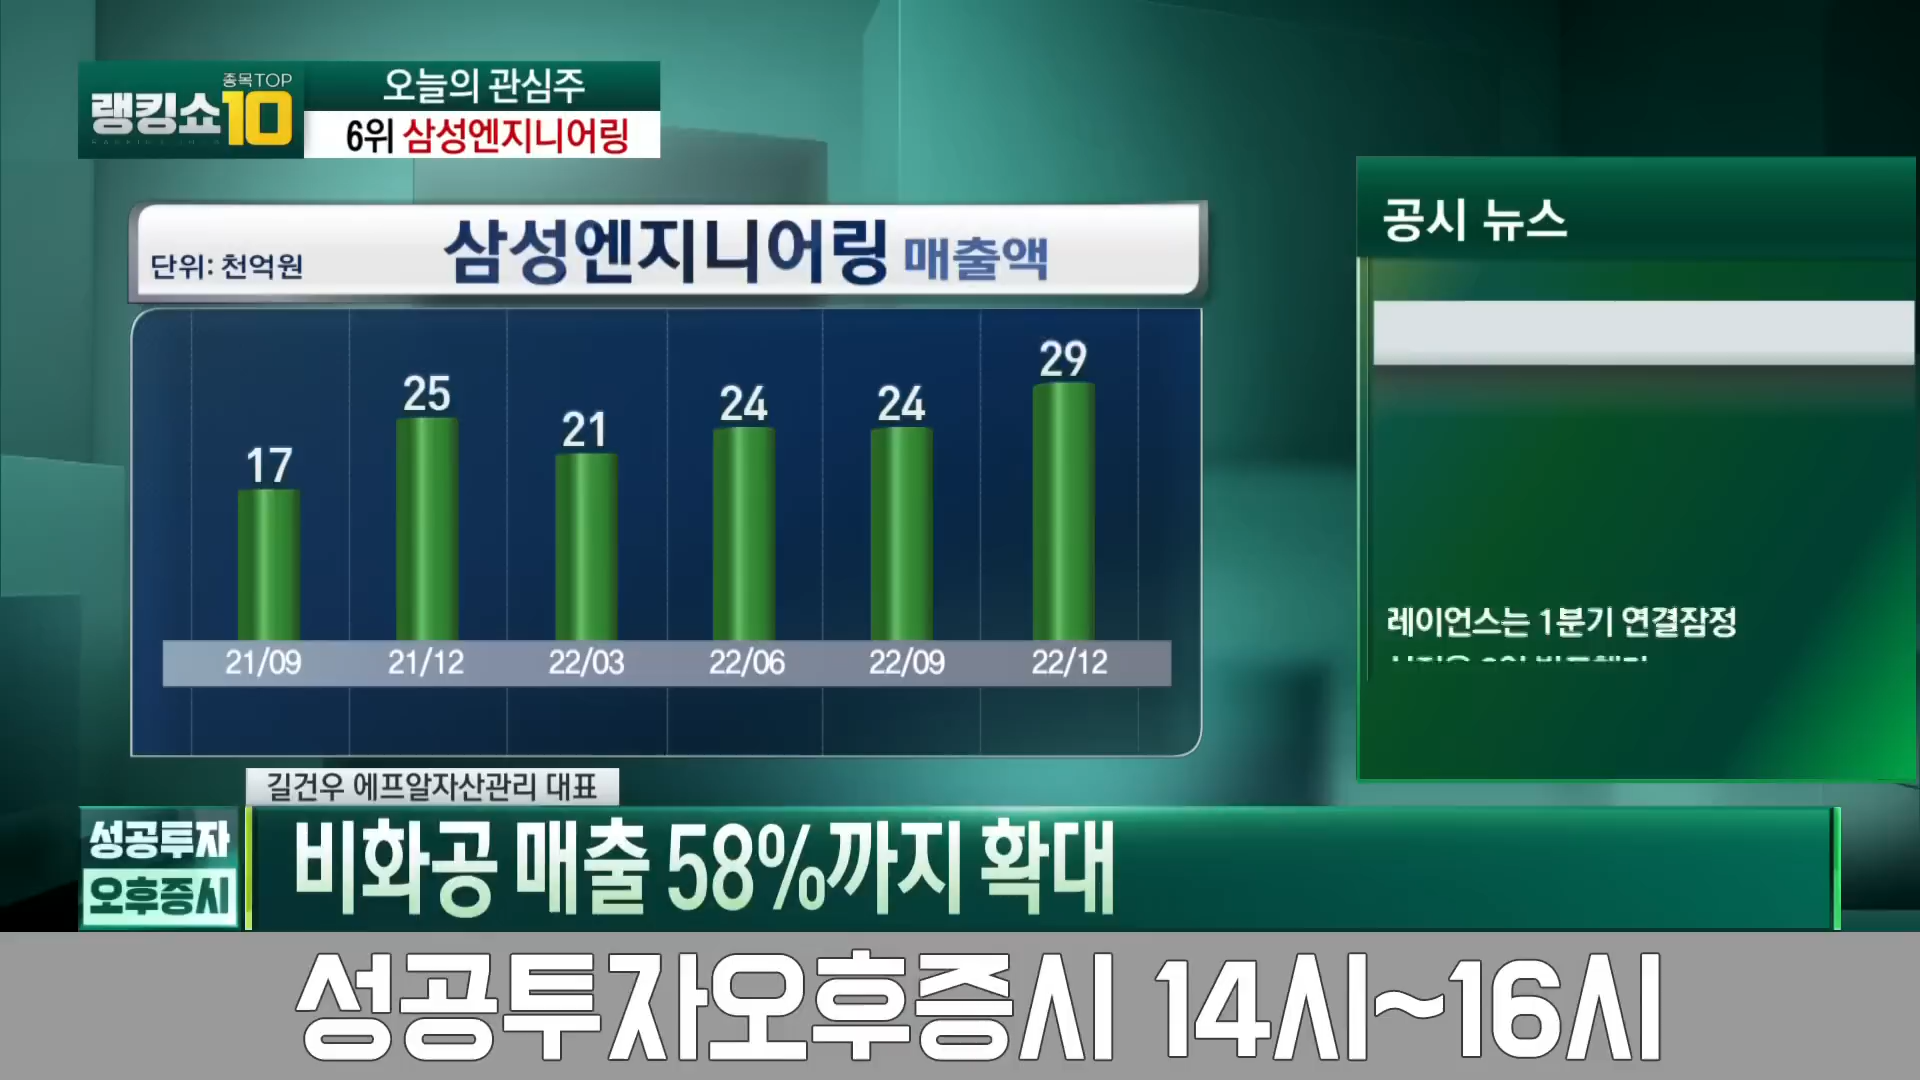 종목TOP
랭킹쇼10
오늘의 관심주
6위 삼성엔지니어링
단위: 천억원
삼성엔지니어링 매출액
17
25
21
24
24
29
21/09
21/12
22/03
22/06
22/09
22/12
공시 뉴스
레이언스는 1분기 연결잠정
길건우 에프알자산관리 대표
성공투자
오후증시
비화공 매출 58%까지 확대
성공투자오후증시 14시~16시